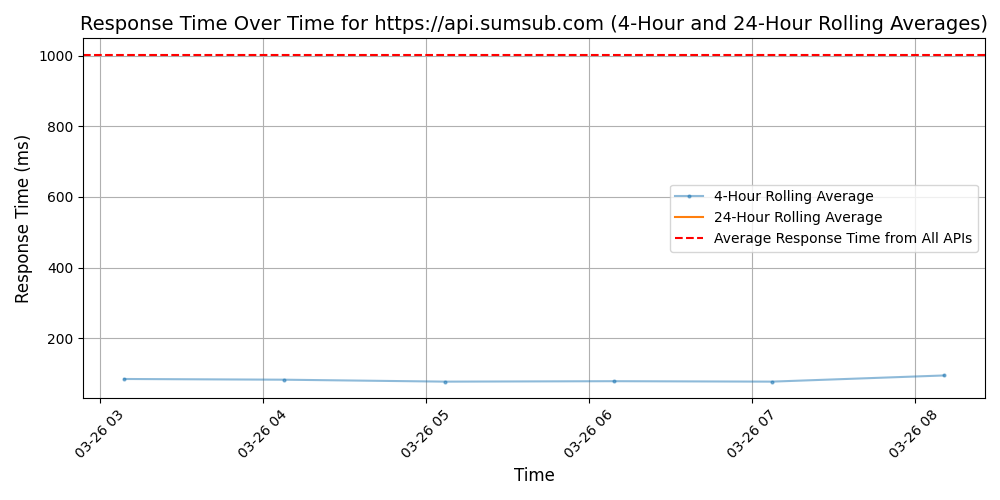 Response Time Over Time for https://api.sumsub.com (4-Hour and 24-Hour Rolling Averages)
Response Time (ms)
1000
800
600
400
200
4-Hour Rolling Average
24-Hour Rolling Average
Average Response Time from All APIs
03-26 03
03-26 04
03-26 05
03-26 06
03-26 07
03-26 08
Time